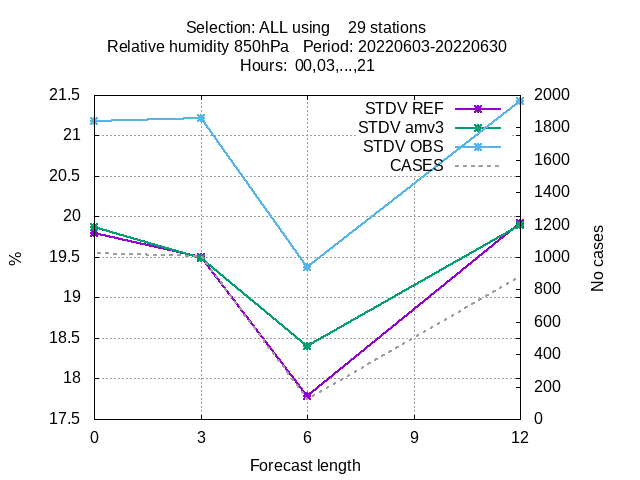 Selection: ALL using    29 stations
Relative humidity 850hPa   Period: 20220603-20220630
Hours:  00,03,...,21
STDV REF
STDV amv3
STDV OBS
CASES
21.5
21
20.5
20
19.5
19
18.5
18
17.5
2000
1800
1600
1400
1200
1000
800
600
400
200
0
%
No cases
0 3 6 9 12
Forecast length